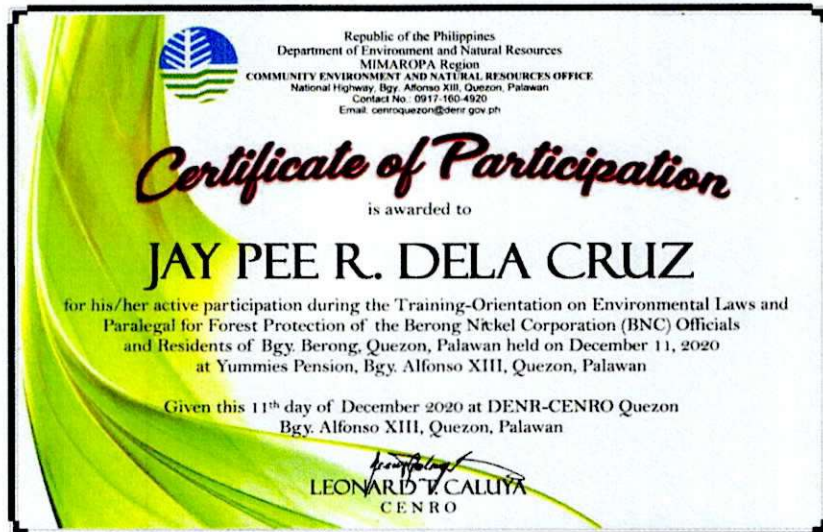 Republic of the Philippines
Department of Environment and Natural Resources
MIMAROPA Region
COMMUNITY ENVIRONMENT AND NATURAL RESOURCES OFFICE
National Highway, Bgy. Alfonso XIII, Quezon, Palawan
Contact No.: 0917-160-4920
Email: cenroquezon@denr.gov.ph
Certificate of Participation
is awarded to
JAY PEE R. DELA CRUZ
for his/her active participation during the Training-Orientation on Environmental Laws and
Paralegal for Forest Protection of the Berong Nickel Corporation (BNC) Officials
and Residents of Bgy. Berong, Quezon, Palawan held on December 11, 2020
at Yummies Pension, Bgy. Alfonso XIII, Quezon, Palawan
Given this 11th day of December 2020 at DENR-CENRO Quezon
Bgy. Alfonso XIII, Quezon, Palawan
LEONARD T. CALUYA
CENRO